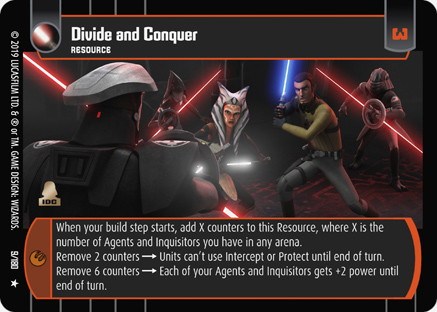 Divide and Conquer
RESOURCE
3
© 2019 LUCASFILM LTD. & ® or TM. GAME DESIGN: WIZARDS.
IDC
9/180
When your build step starts, add X counters to this Resource, where X is the
number of Agents and Inquisitors you have in any arena.
Remove 2 counters → Units can't use Intercept or Protect until end of turn.
Remove 6 counters → Each of your Agents and Inquisitors gets +2 power until
end of turn.